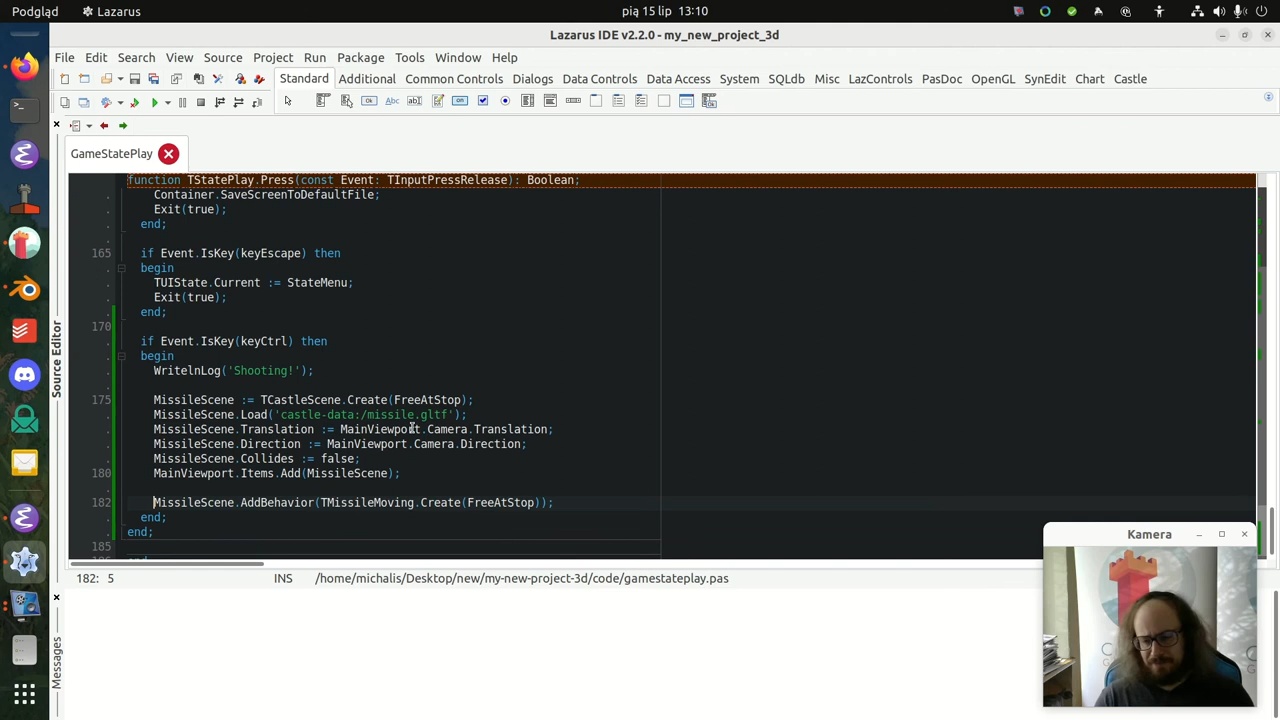 Podgląd
Lazarus
pią 15 lip 13:10
Lazarus IDE v2.2.0 - my_new_project_3d
File Edit Search View Source Project Run Package Tools Window Help
Standard Additional Common Controls Dialogs Data Controls Data Access System SQLdb Misc LazControls PasDoc OpenGL SynEdit Chart Castle
GameStatePlay
function TStatePlay.Press(const Event: TInputPressRelease): Boolean;
Container.SaveScreenToDefaultFile;
Exit(true);
end;
165 if Event.IsKey(keyEscape) then
begin
TUIState.Current := StateMenu;
Exit(true);
end;
170
if Event.IsKey(keyCtrl) then
begin
WritelnLog('Shooting!');
175 MissileScene := TCastleScene.Create(FreeAtStop);
MissileScene.Load('castle-data:/missile.gltf');
MissileScene.Translation := MainViewport.Camera.Translation;
MissileScene.Direction := MainViewport.Camera.Direction;
MissileScene.Collides := false;
180 MainViewport.Items.Add(MissileScene);
182 MissileScene.AddBehavior(TMissileMoving.Create(FreeAtStop));
end;
end;
185
Source Editor
182: 5 INS /home/michalis/Desktop/new/my-new-project-3d/code/gamestateplay.pas
Messages
Kamera